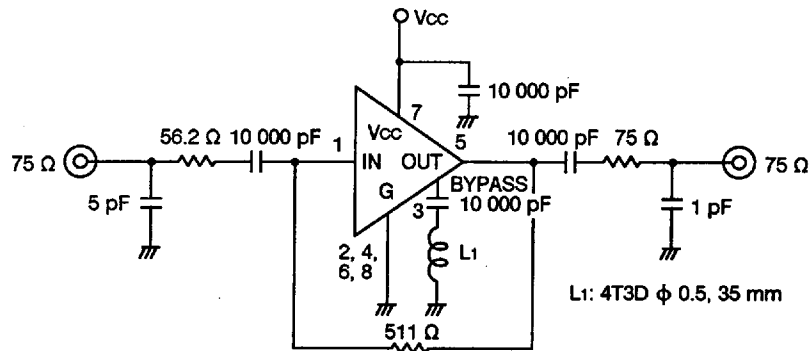 Vcc
10 000 pF
7
56.2 Ω
10 000 pF
1
Vcc
5
10 000 pF
75 Ω
75 Ω
IN
OUT
75 Ω
BYPASS
G
5 pF
3
10 000 pF
1 pF
2, 4,
6, 8
L1
L1: 4T3D ϕ 0.5, 35 mm
511 Ω